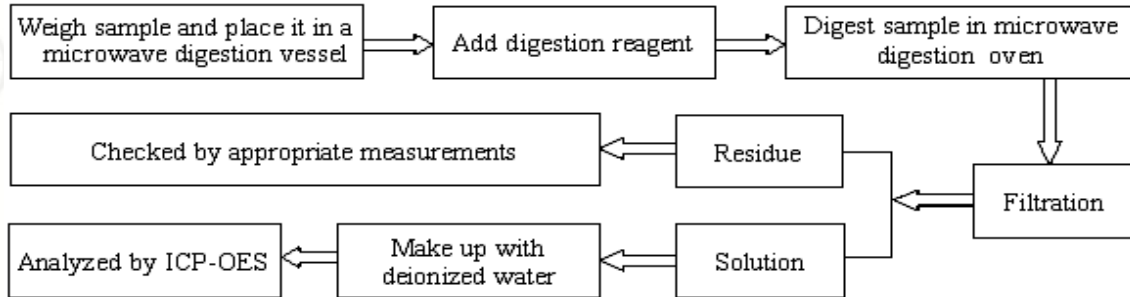 Weigh sample and place it in a
microwave digestion vessel
Add digestion reagent
Digest sample in microwave
digestion oven
Checked by appropriate measurements
Residue
Filtration
Analyzed by ICP-OES
Make up with
deionized water
Solution